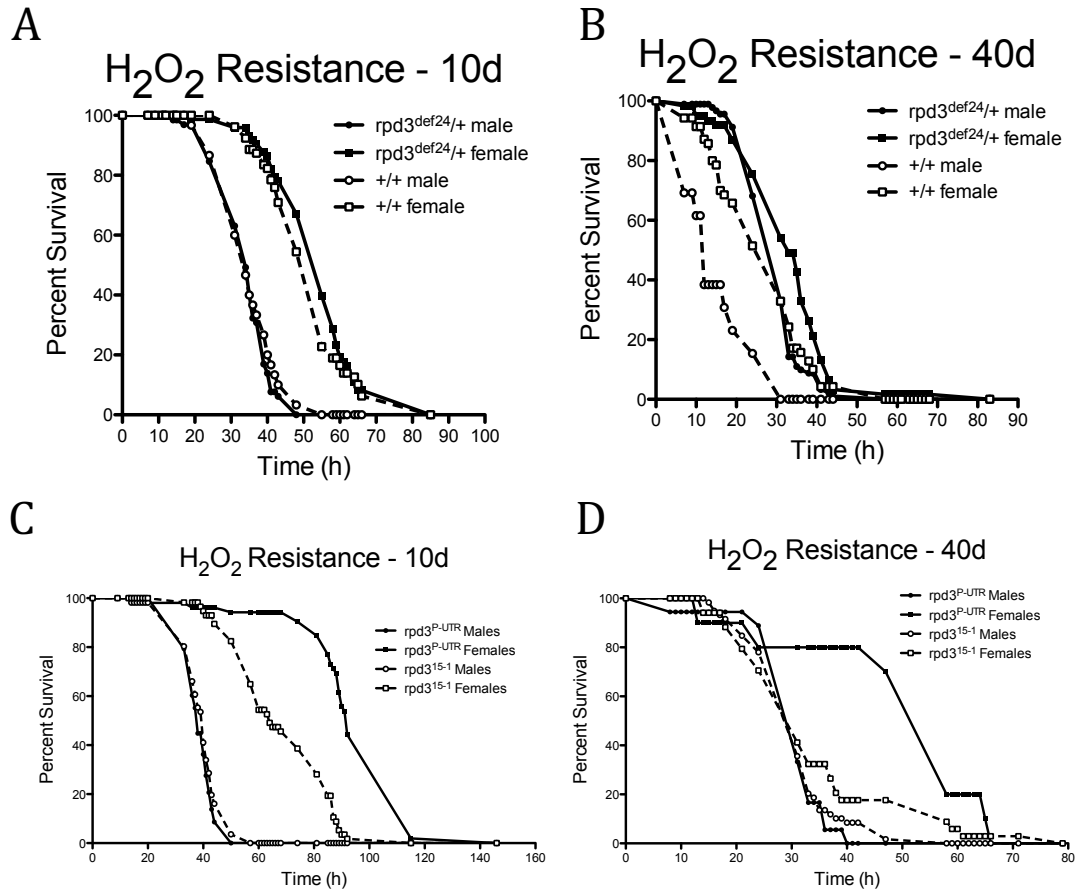 A
H2O2 Resistance - 10d
Percent Survival
100
80
60
40
20
0
0 10 20 30 40 50 60 70 80 90 100
Time (h)
rpd3def24/+ male
rpd3def24/+ female
+/+ male
+/+ female
B
H2O2 Resistance - 40d
Percent Survival
100
80
60
40
20
0
0 10 20 30 40 50 60 70 80 90
Time (h)
rpd3def24/+ male
rpd3def24/+ female
+/+ male
+/+ female
C
H2O2 Resistance - 10d
Percent Survival
100
80
60
40
20
0
0 20 40 60 80 100 120 140 160
Time (h)
rpd3P-UTR Males
rpd3P-UTR Females
rpd315-1 Males
rpd315-1 Females
D
H2O2 Resistance - 40d
Percent Survival
100
80
60
40
20
0
0 10 20 30 40 50 60 70 80
Time (h)
rpd3P-UTR Males
rpd3P-UTR Females
rpd315-1 Males
rpd315-1 Females